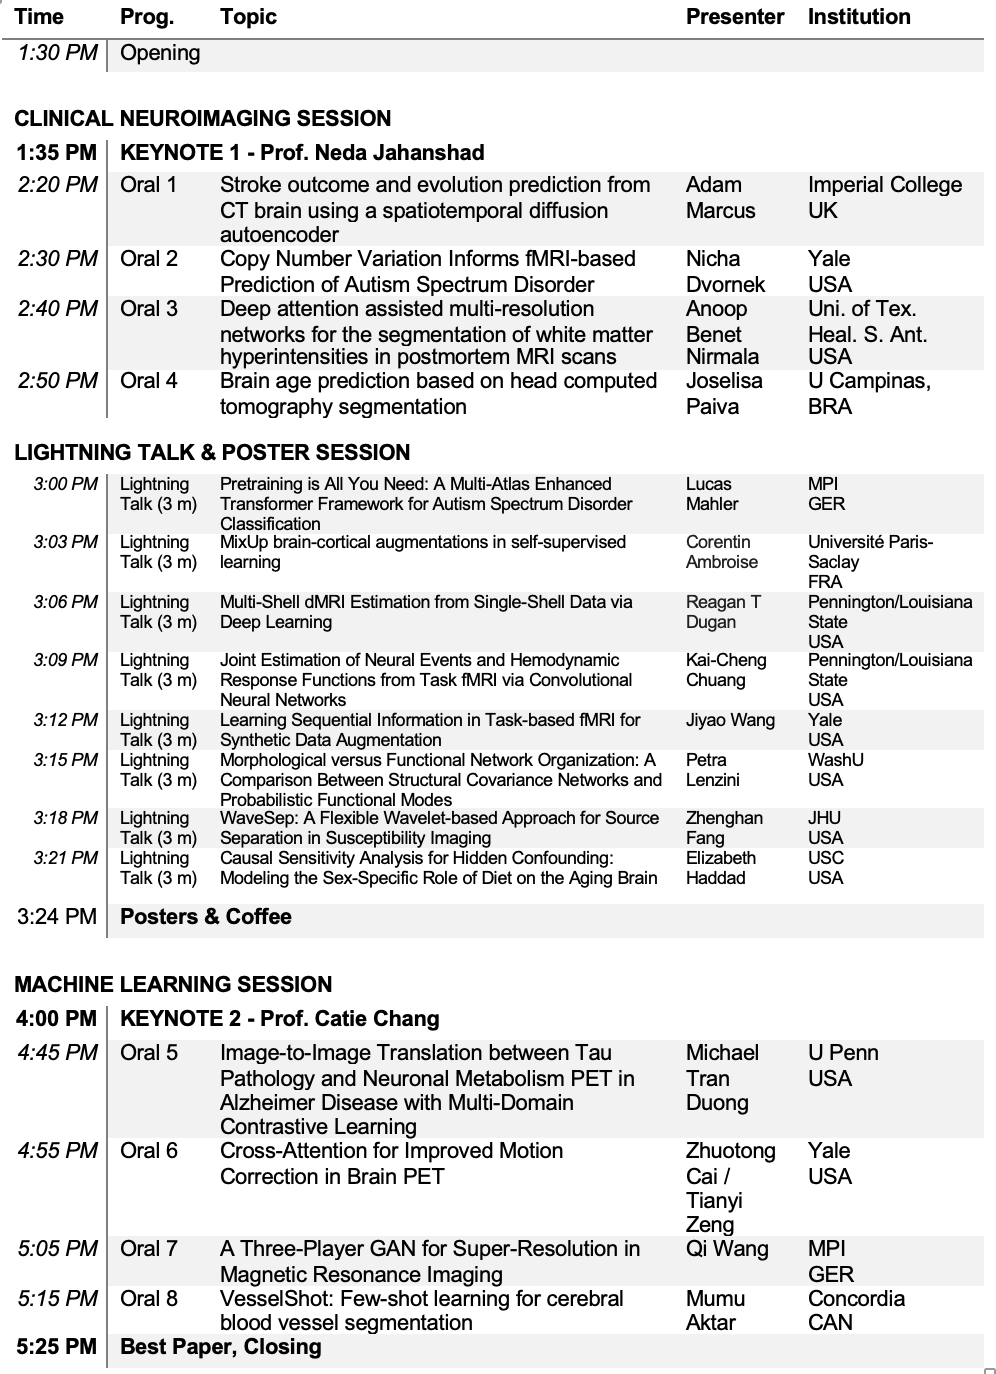 Time Prog. Topic Presenter Institution
1:30 PM Opening
CLINICAL NEUROIMAGING SESSION
1:35 PM KEYNOTE 1 - Prof. Neda Jahanshad
2:20 PM Oral 1 Stroke outcome and evolution prediction from Adam Imperial College
CT brain using a spatiotemporal diffusion Marcus UK
autoencoder
2:30 PM Oral 2 Copy Number Variation Informs fMRI-based Nicha Yale
Prediction of Autism Spectrum Disorder Dvornek USA
2:40 PM Oral 3 Deep attention assisted multi-resolution Anoop Uni. of Tex.
networks for the segmentation of white matter Benet Heal. S. Ant.
hyperintensities in postmortem MRI scans Nirmala USA
2:50 PM Oral 4 Brain age prediction based on head computed Joselisa U Campinas,
tomography segmentation Paiva BRA
LIGHTNING TALK & POSTER SESSION
3:00 PM Lightning Pretraining is All You Need: A Multi-Atlas Enhanced Lucas MPI
Talk (3 m) Transformer Framework for Autism Spectrum Disorder Mahler GER
Classification
3:03 PM Lightning MixUp brain-cortical augmentations in self-supervised Corentin Université Paris-
Talk (3 m) learning Ambroise Saclay
FRA
3:06 PM Lightning Multi-Shell dMRI Estimation from Single-Shell Data via Reagan T Pennington/Louisiana
Talk (3 m) Deep Learning Dugan State
USA
3:09 PM Lightning Joint Estimation of Neural Events and Hemodynamic Kai-Cheng Pennington/Louisiana
Talk (3 m) Response Functions from Task fMRI via Convolutional Chuang State
Neural Networks USA
3:12 PM Lightning Learning Sequential Information in Task-based fMRI for Jiyao Wang Yale
Talk (3 m) Synthetic Data Augmentation USA
3:15 PM Lightning Morphological versus Functional Network Organization: A Petra WashU
Talk (3 m) Comparison Between Structural Covariance Networks and Lenzini USA
Probabilistic Functional Modes
3:18 PM Lightning WaveSep: A Flexible Wavelet-based Approach for Source Zhenghan JHU
Talk (3 m) Separation in Susceptibility Imaging Fang USA
3:21 PM Lightning Causal Sensitivity Analysis for Hidden Confounding: Elizabeth USC
Talk (3 m) Modeling the Sex-Specific Role of Diet on the Aging Brain Haddad USA
3:24 PM Posters & Coffee
MACHINE LEARNING SESSION
4:00 PM KEYNOTE 2 - Prof. Catie Chang
4:45 PM Oral 5 Image-to-Image Translation between Tau Michael U Penn
Pathology and Neuronal Metabolism PET in Tran USA
Alzheimer Disease with Multi-Domain Duong
Contrastive Learning
4:55 PM Oral 6 Cross-Attention for Improved Motion Zhuotong Yale
Correction in Brain PET Cai / USA
Tianyi
Zeng
5:05 PM Oral 7 A Three-Player GAN for Super-Resolution in Qi Wang MPI
Magnetic Resonance Imaging GER
5:15 PM Oral 8 VesselShot: Few-shot learning for cerebral Mumu Concordia
blood vessel segmentation Aktar CAN
5:25 PM Best Paper, Closing